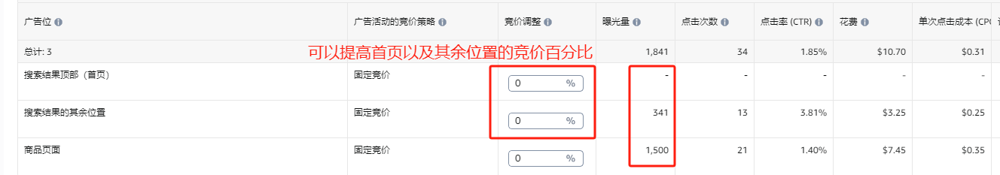 广告位 广告活动的竞价策略 竞价调整 曝光量 点击次数 点击率 (CTR) 花费 单次点击成本 (CPC
总计: 3 可以提高首页以及其余位置的竞价百分比 1,841 34 1.85% $10.70 $0.31
搜索结果顶部（首页） 固定竞价 0 % - - - - -
搜索结果的其余位置 固定竞价 0 % 341 13 3.81% $3.25 $0.25
商品页面 固定竞价 0 % 1,500 21 1.40% $7.45 $0.35